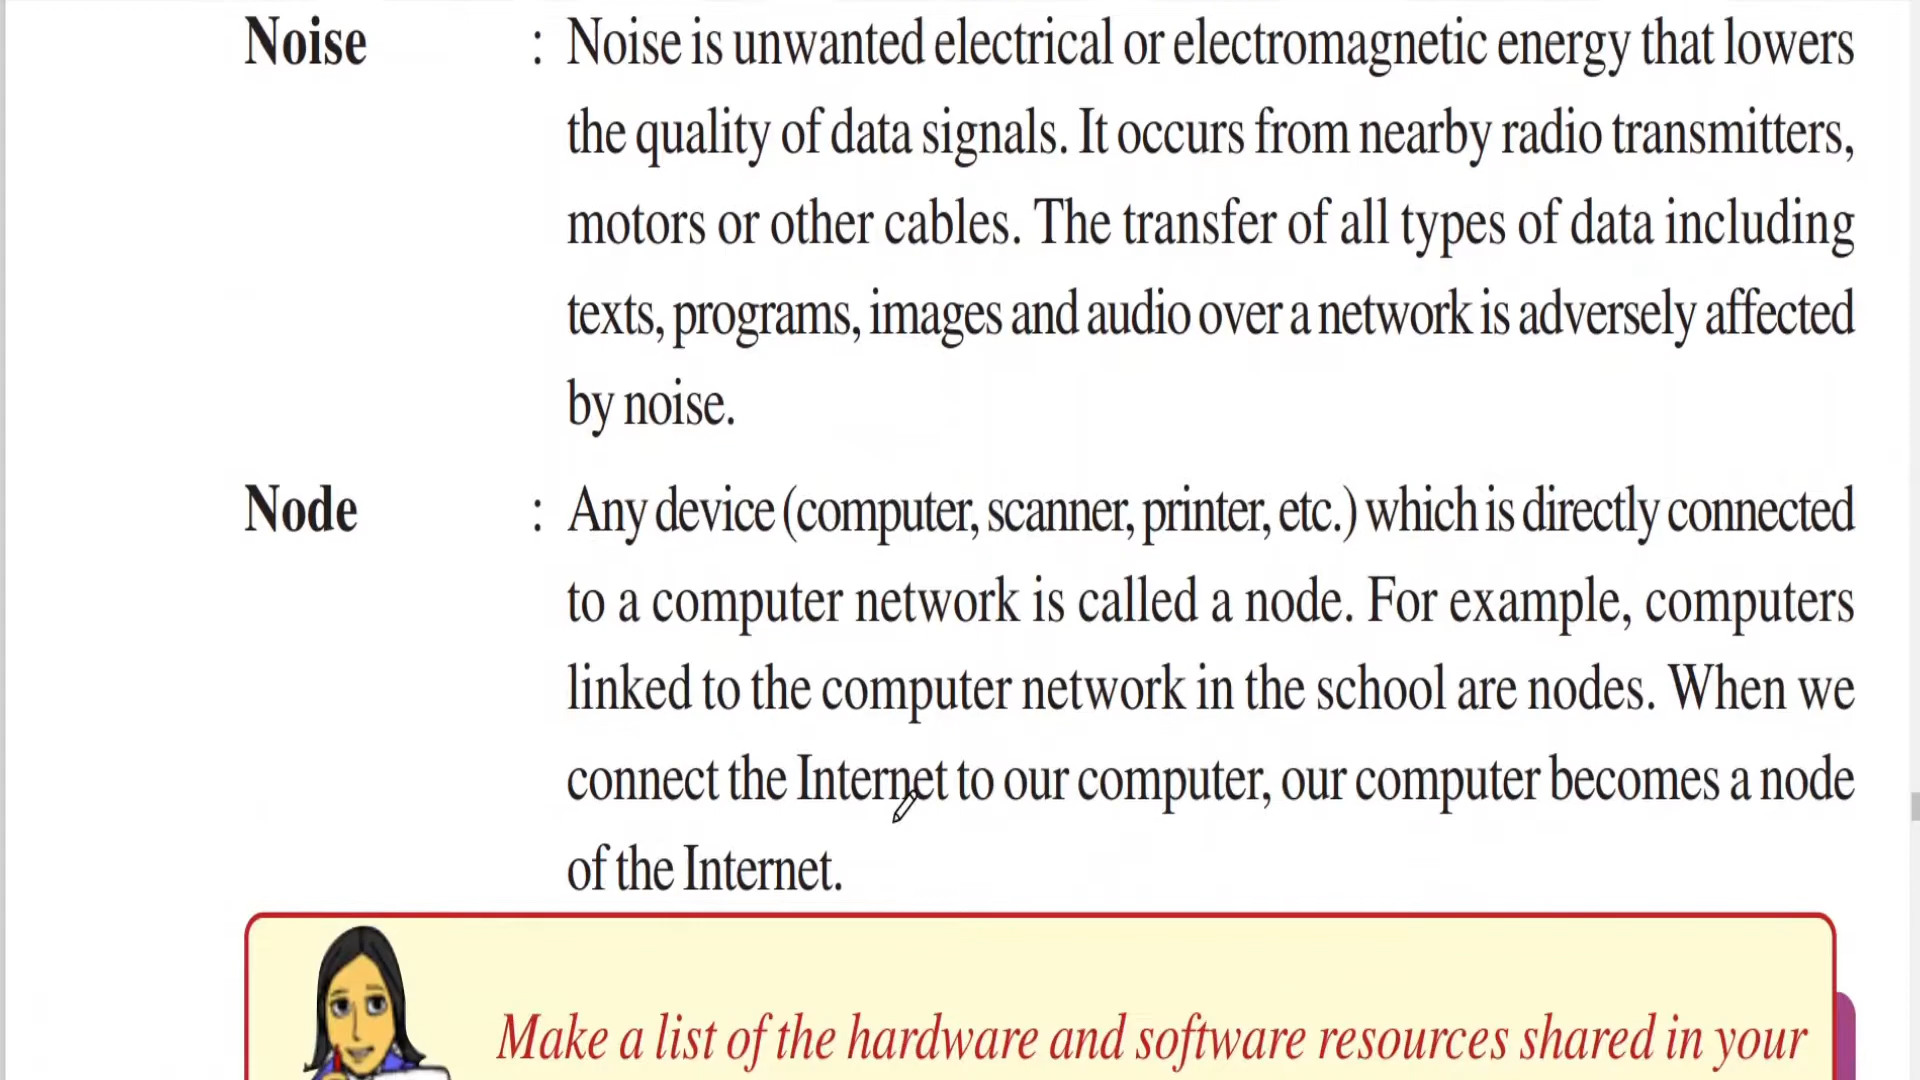 Noise : Noise is unwanted electrical or electromagnetic energy that lowers
the quality of data signals. It occurs from nearby radio transmitters,
motors or other cables. The transfer of all types of data including
texts, programs, images and audio over a network is adversely affected
by noise.
Node : Any device (computer, scanner, printer, etc.) which is directly connected
to a computer network is called a node. For example, computers
linked to the computer network in the school are nodes. When we
connect the Internet to our computer, our computer becomes a node
of the Internet.
Make a list of the hardware and software resources shared in your